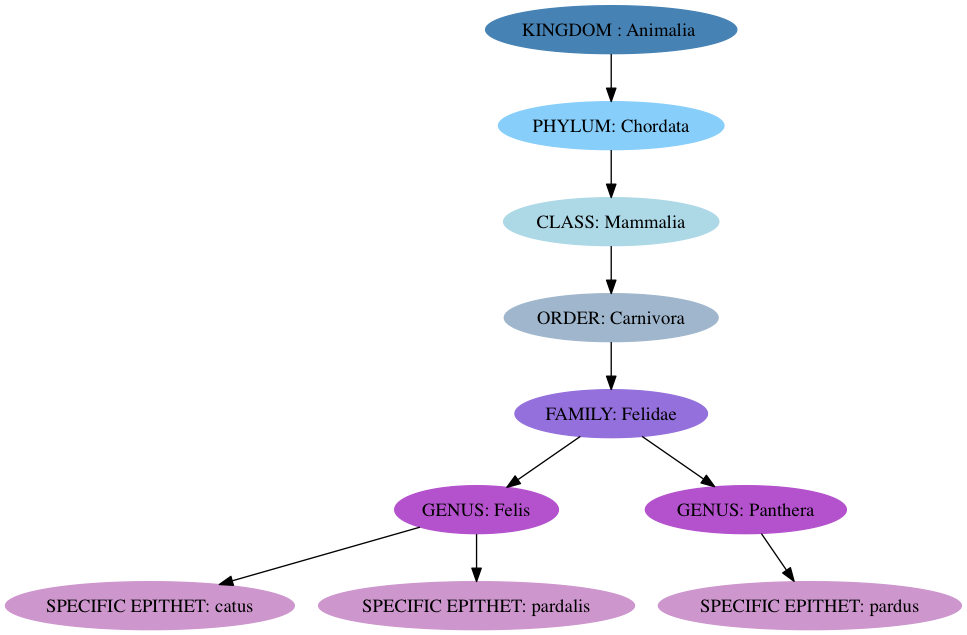 KINGDOM : Animalia
PHYLUM: Chordata
CLASS: Mammalia
ORDER: Carnivora
FAMILY: Felidae
GENUS: Felis
GENUS: Panthera
SPECIFIC EPITHET: catus
SPECIFIC EPITHET: pardalis
SPECIFIC EPITHET: pardus